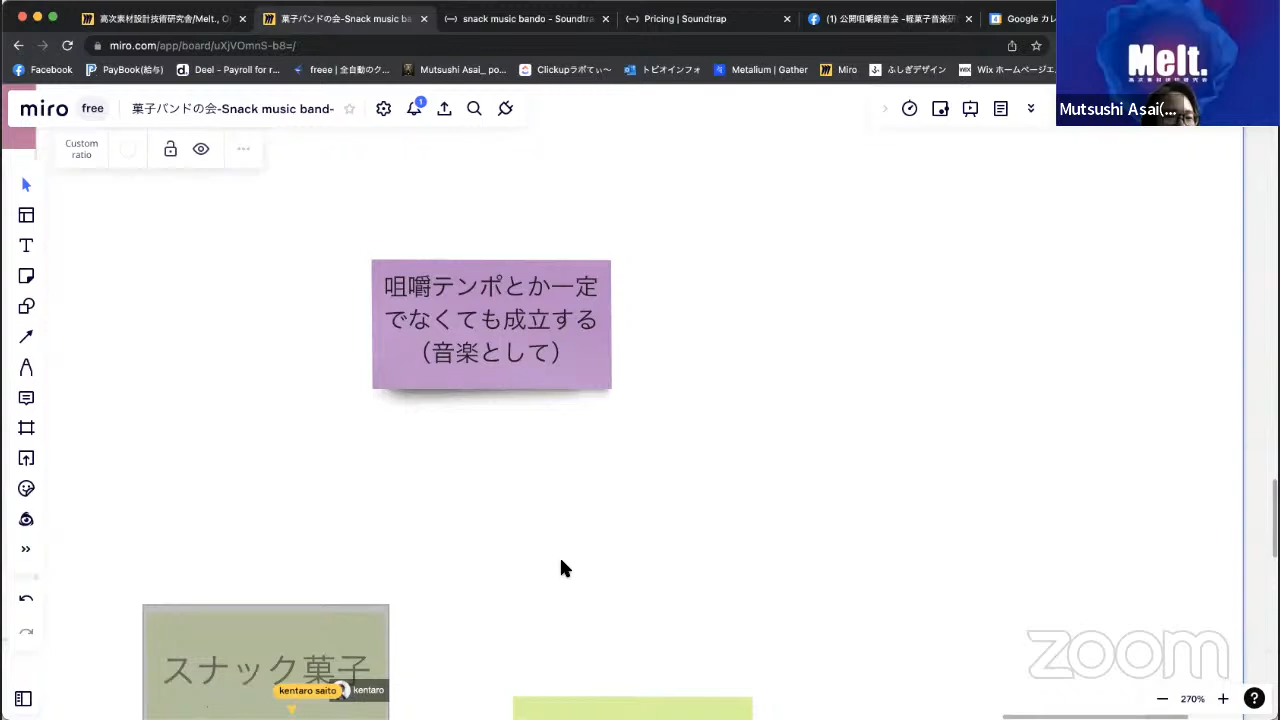 高次素材設計技術研究會/Melt., O
菓子バンドの会-Snack music ba
snack music bando - Soundtra
Pricing | Soundtrap
(1) 公開咀嚼録音会 -軽菓子音楽研
Google カレ
miro.com/app/board/uXjVOmnS-b8=/
Facebook
PayBook(給与)
Deel - Payroll for r...
freee | 全自動のク...
Mutsushi Asai_ po...
Clickupラボてぃ～...
トビオインフォ
Metalium | Gather
Miro
ふしぎデザイン
Wix ホームページエ
Melt.
Mutsushi Asai(...
miro
free
菓子バンドの会-Snack music band-
1
Custom
ratio
咀嚼テンポとか一定
でなくても成立する
（音楽として）
スナック菓子
kentaro saito
kentaro
zoom
270%